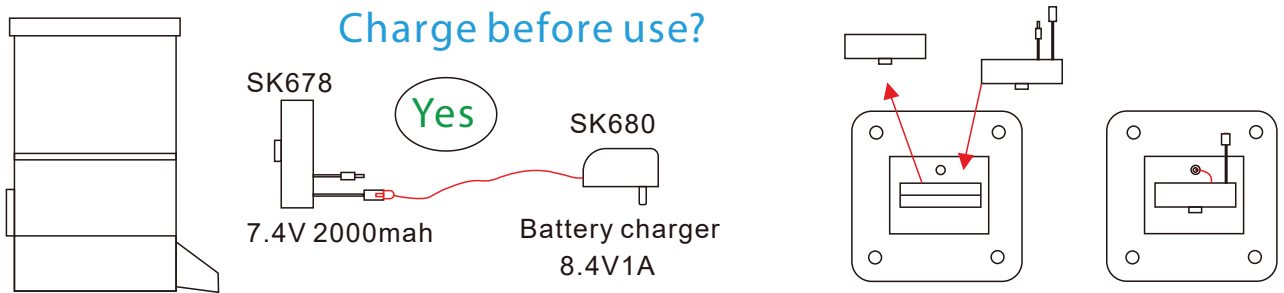 Charge before use?
SK678
Yes
SK680
7.4V 2000mah
Battery charger
8.4V1A